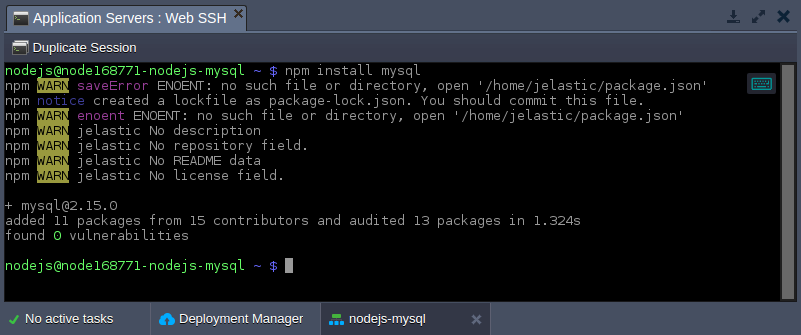 Application Servers : Web SSH
Duplicate Session
nodejs@node168771-nodejs-mysql ~ $ npm install mysql
npm WARN saveError ENOENT: no such file or directory, open '/home/jelastic/package.json'
npm notice created a lockfile as package-lock.json. You should commit this file.
npm WARN enoent ENOENT: no such file or directory, open '/home/jelastic/package.json'
npm WARN jelastic No description
npm WARN jelastic No repository field.
npm WARN jelastic No README data
npm WARN jelastic No license field.
+ mysql@2.15.0
added 11 packages from 15 contributors and audited 13 packages in 1.324s
found 0 vulnerabilities
nodejs@node168771-nodejs-mysql ~ $
No active tasks Deployment Manager nodejs-mysql